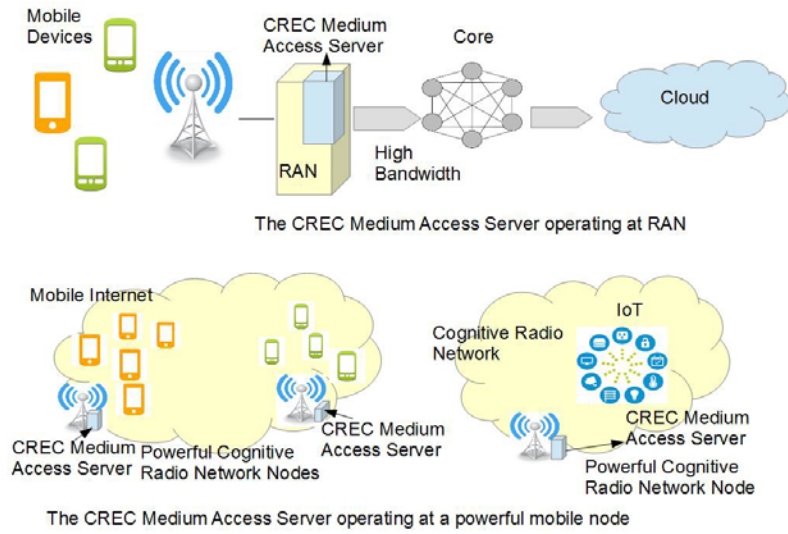 Mobile
Devices
CREC Medium
Access Server
Core
Cloud
RAN
High
Bandwidth
The CREC Medium Access Server operating at RAN
Mobile Internet
IoT
Cognitive Radio
Network
CREC Medium
Access Server
Powerful Cognitive
Radio Network Nodes
CREC Medium
Access Server
CREC Medium
Access Server
Powerful Cognitive
Radio Network Node
The CREC Medium Access Server operating at a powerful mobile node